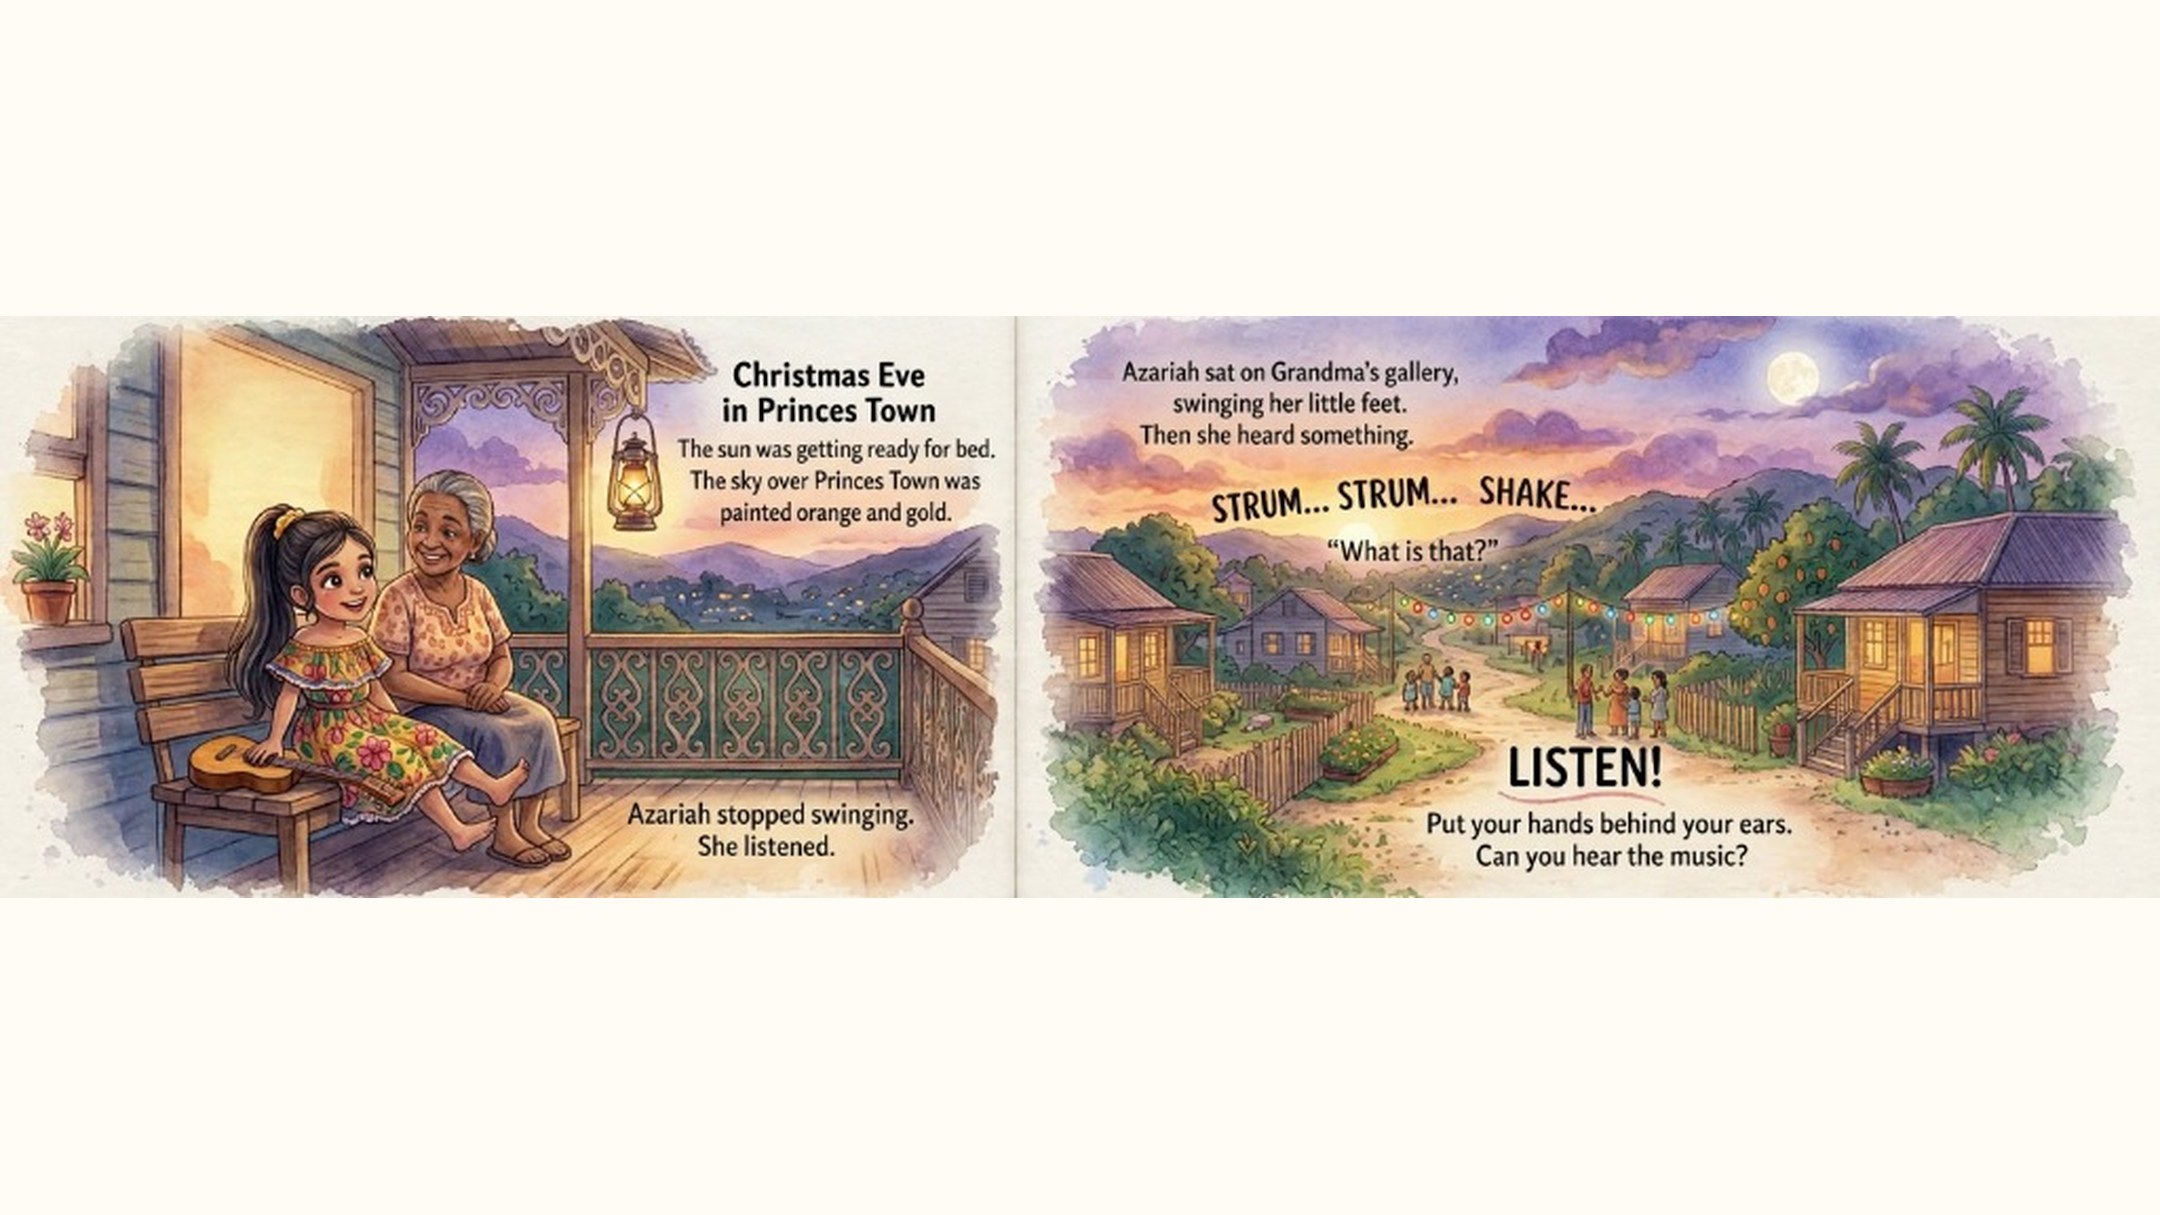 Christmas Eve
in Princes Town
The sun was getting ready for bed.
The sky over Princes Town was
painted orange and gold.
Azariah stopped swinging.
She listened.
Azariah sat on Grandma’s gallery,
swinging her little feet.
Then she heard something.
STRUM... STRUM... SHAKE...
“What is that?”
LISTEN!
Put your hands behind your ears.
Can you hear the music?